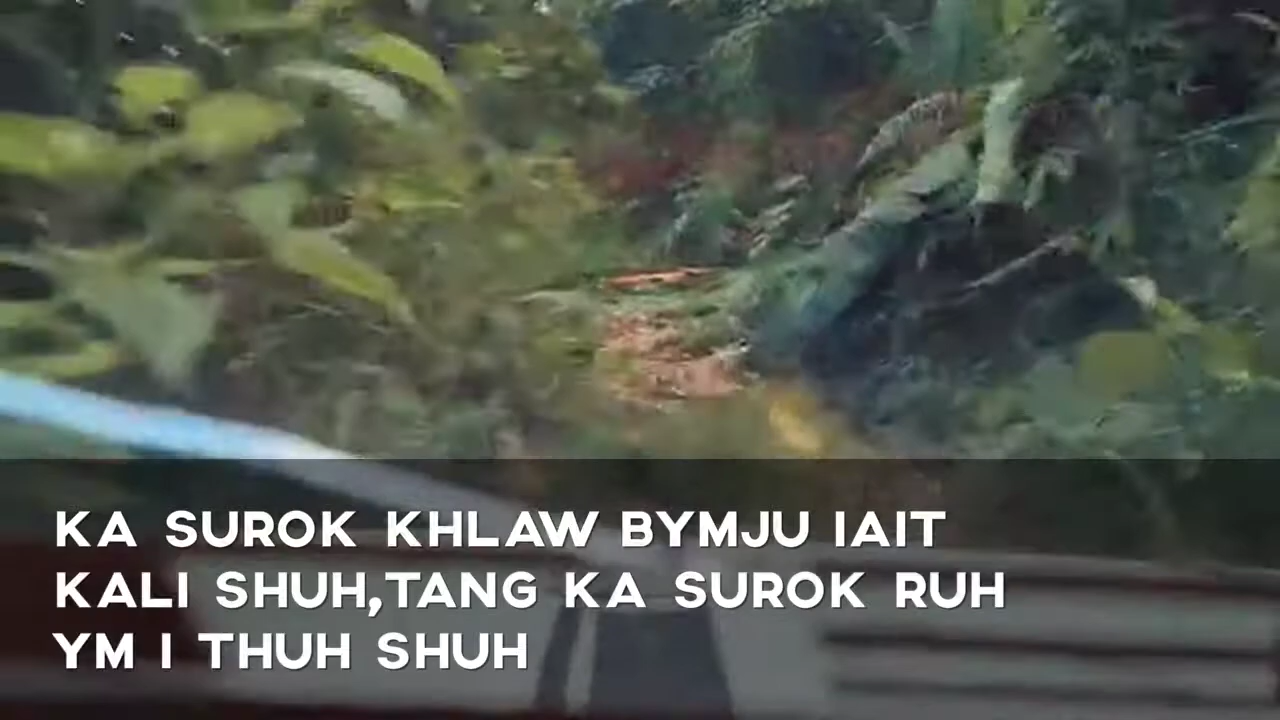 KA SUROK KHLAW BYMJU IAIT
KALI SHUH,TANG KA SUROK RUH
YM I THUH SHUH